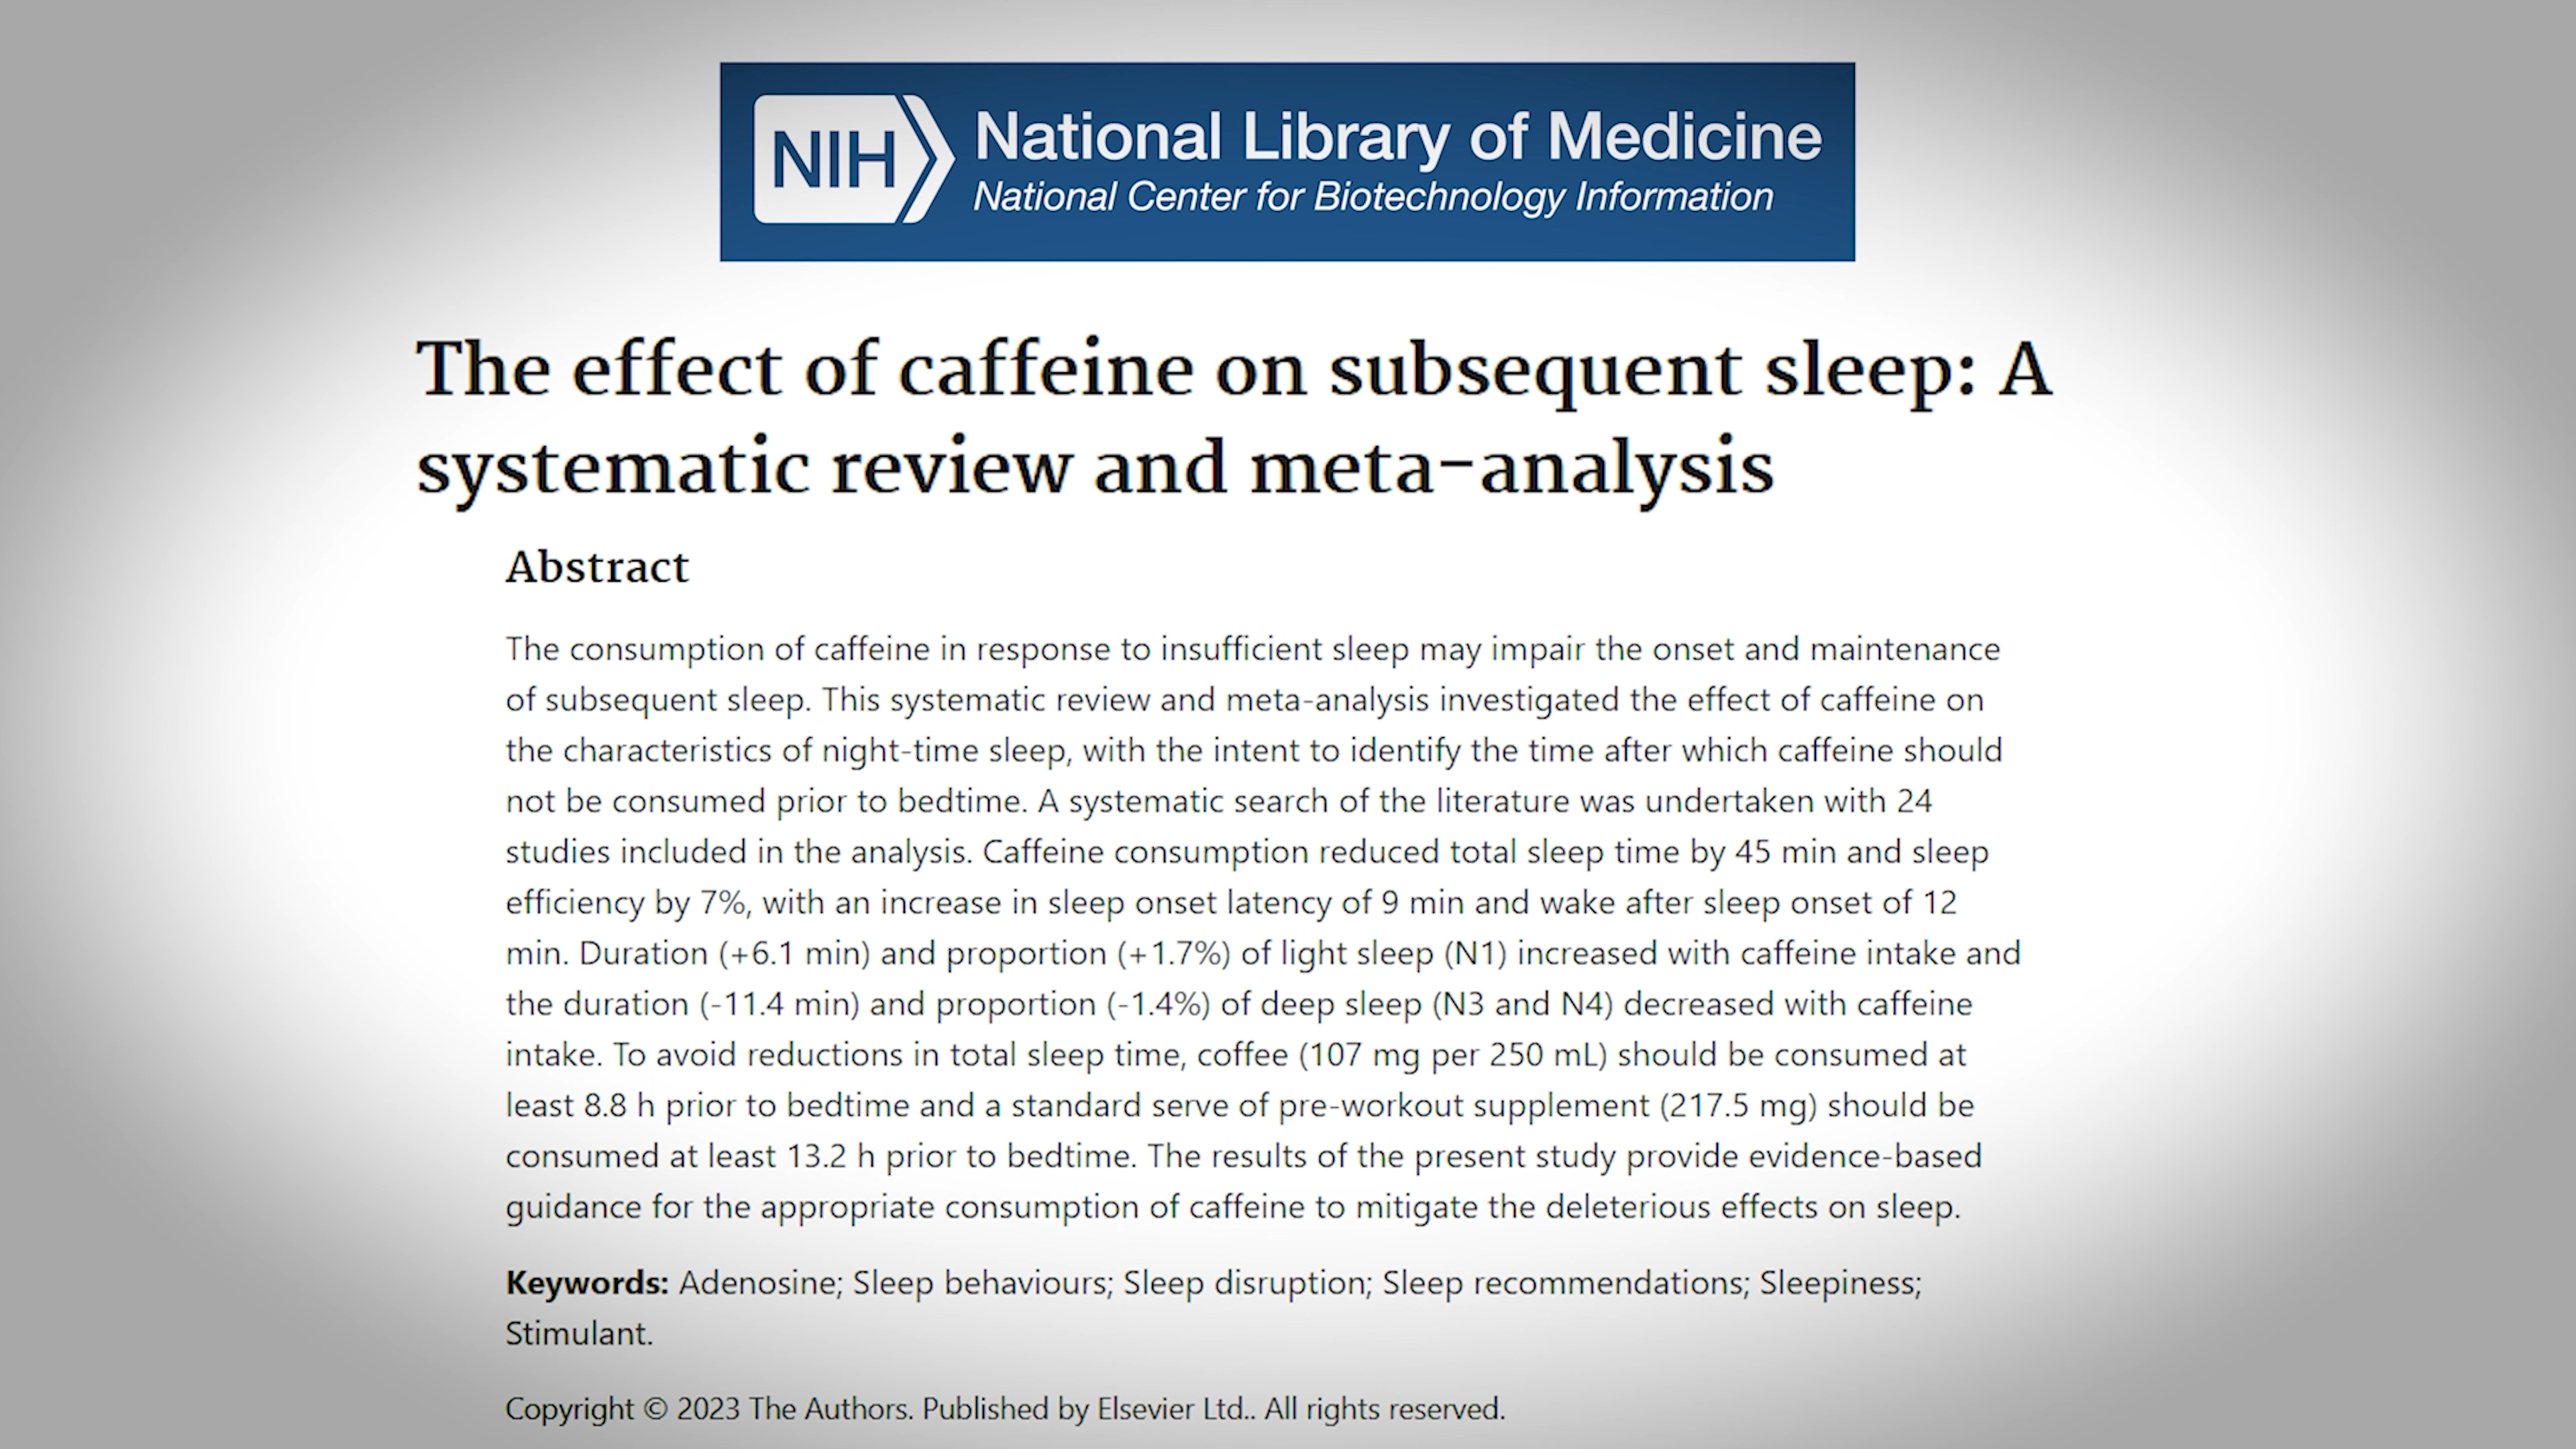 NIH
National Library of Medicine
National Center for Biotechnology Information
The effect of caffeine on subsequent sleep: A
systematic review and meta-analysis
Abstract
The consumption of caffeine in response to insufficient sleep may impair the onset and maintenance
of subsequent sleep. This systematic review and meta-analysis investigated the effect of caffeine on
the characteristics of night-time sleep, with the intent to identify the time after which caffeine should
not be consumed prior to bedtime. A systematic search of the literature was undertaken with 24
studies included in the analysis. Caffeine consumption reduced total sleep time by 45 min and sleep
efficiency by 7%, with an increase in sleep onset latency of 9 min and wake after sleep onset of 12
min. Duration (+6.1 min) and proportion (+1.7%) of light sleep (N1) increased with caffeine intake and
the duration (-11.4 min) and proportion (-1.4%) of deep sleep (N3 and N4) decreased with caffeine
intake. To avoid reductions in total sleep time, coffee (107 mg per 250 mL) should be consumed at
least 8.8 h prior to bedtime and a standard serve of pre-workout supplement (217.5 mg) should be
consumed at least 13.2 h prior to bedtime. The results of the present study provide evidence-based
guidance for the appropriate consumption of caffeine to mitigate the deleterious effects on sleep.
Keywords: Adenosine; Sleep behaviours; Sleep disruption; Sleep recommendations; Sleepiness;
Stimulant.
Copyright © 2023 The Authors. Published by Elsevier Ltd.. All rights reserved.